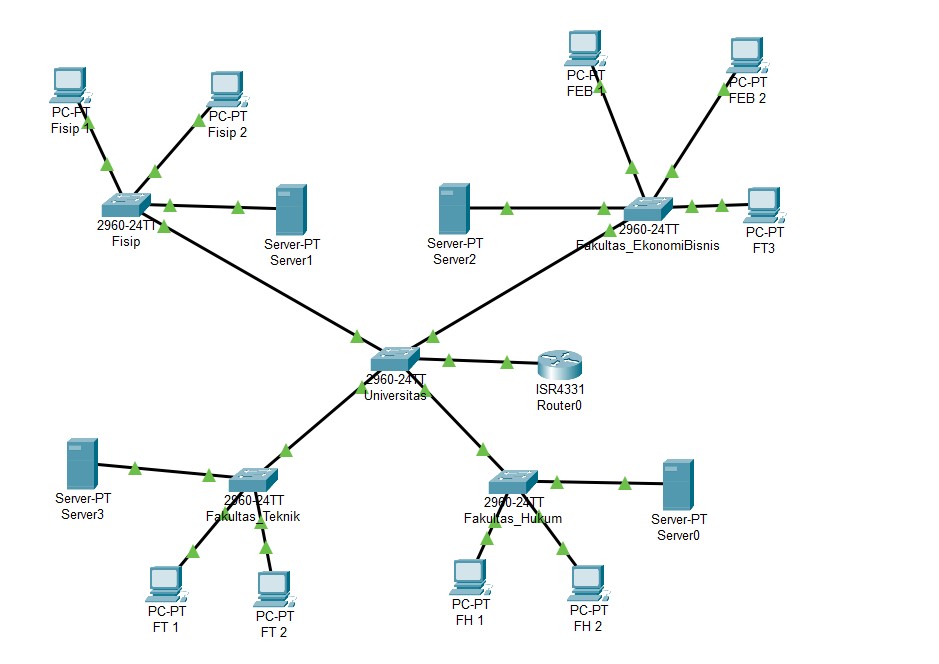 PC-PT
FEB 1
PC-PT
FEB 2
PC-PT
Fisip 1
PC-PT
Fisip 2
2960-24TT
Fisip
Server-PT
Server1
Server-PT
Server2
2960-24TT
Fakultas_EkonomiBisnis
PC-PT
FT3
2960-24TT
Universitas
ISR4331
Router0
Server-PT
Server3
2960-24TT
Fakultas_Teknik
2960-24TT
Fakultas_Hukum
Server-PT
Server0
PC-PT
FT 1
PC-PT
FT 2
PC-PT
FH 1
PC-PT
FH 2